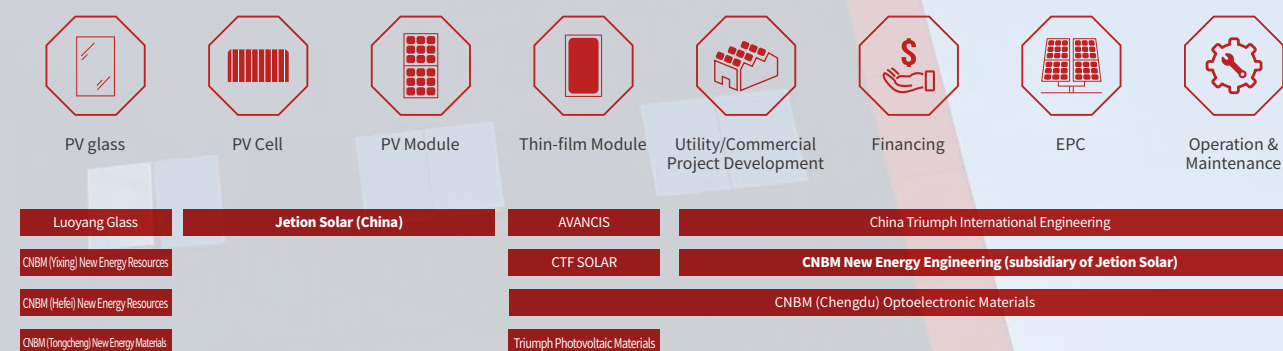 $
PV glass
PV Cell
PV Module
Thin-film Module
Utility/Commercial
Project Development
Financing
EPC
Operation &
Maintenance
Luoyang Glass
Jetion Solar (China)
AVANCIS
China Triumph International Engineering
CNBM (Yixing) New Energy Resources
CTF SOLAR
CNBM New Energy Engineering (subsidiary of Jetion Solar)
CNBM (Hefei) New Energy Resources
CNBM (Chengdu) Optoelectronic Materials
CNBM (Tongcheng) New Energy Materials
Triumph Photovoltaic Materials